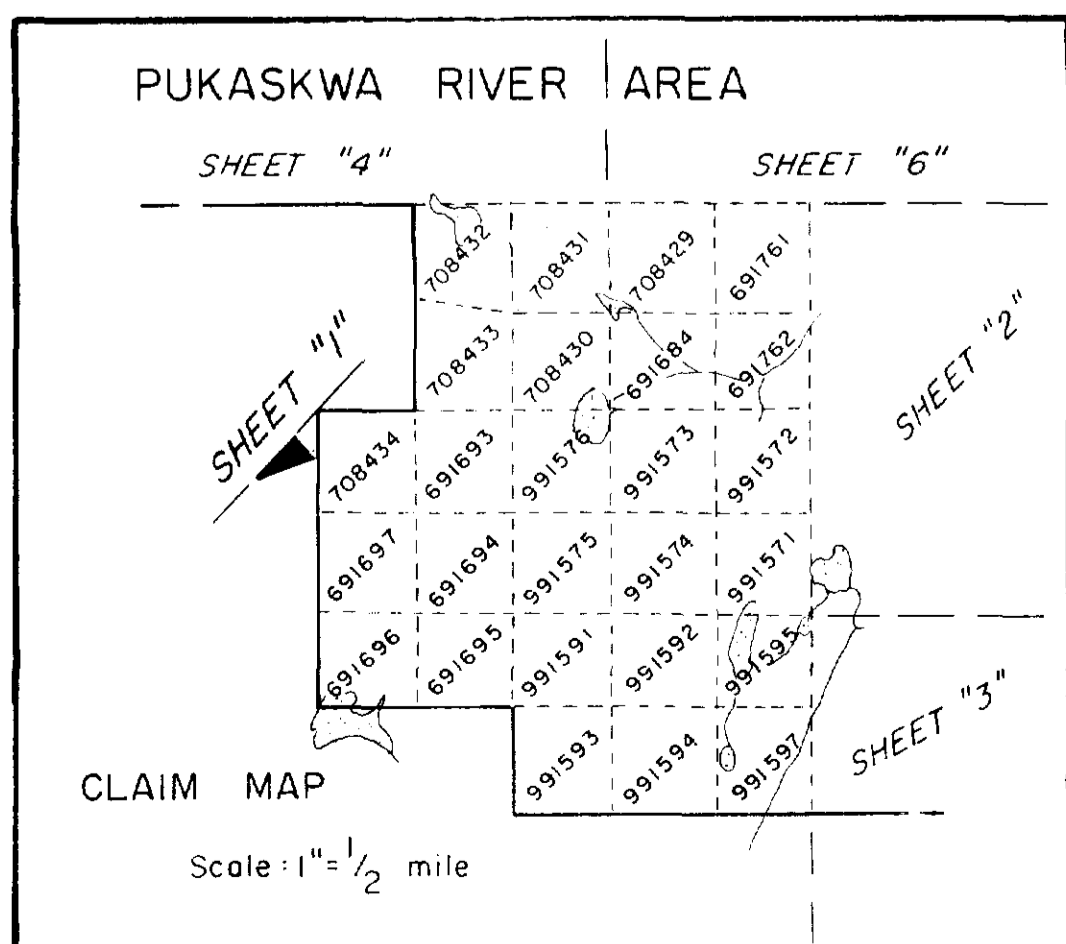 PUKASKWA RIVER AREA
SHEET "4" SHEET "6"
708432 708431 708429 691761
SHEET "1"
SHEET "2"
708433 708430 691684 691762
708434 691693 991576 991573 991572
691697 691694 991575 991574 991571
691696 691695 991591 991592 991595
SHEET "3"
991593 991594 991597
CLAIM MAP
Scale : 1" = 1/2 mile